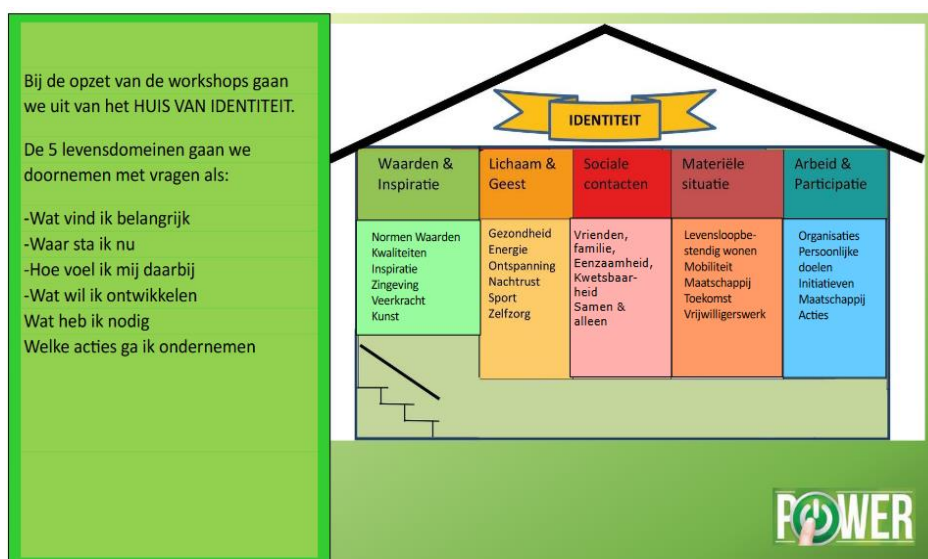 Bij de opzet van de workshops gaan
we uit van het HUIS VAN IDENTITEIT.
De 5 levensdomeinen gaan we
doornemen met vragen als:
-Wat vind ik belangrijk
-Waar sta ik nu
-Hoe voel ik mij daarbij
-Wat wil ik ontwikkelen
Wat heb ik nodig
Welke acties ga ik ondernemen
IDENTITEIT
Waarden &
Inspiratie
Normen Waarden
Kwaliteiten
Inspiratie
Zingeving
Veerkracht
Kunst
Lichaam &
Geest
Gezondheid
Energie
Ontspanning
Nachtrust
Sport
Zelfzorg
Sociale
contacten
Vrienden,
familie,
Eenzaamheid,
Kwetsbaar-
heid
Samen &
alleen
Materiële
situatie
Levensloopbe-
stendig wonen
Mobiliteit
Maatschappij
Toekomst
Vrijwilligerswerk
Arbeid &
Participatie
Organisaties
Persoonlijke
doelen
Initiatieven
Maatschappij
Acties
POWER